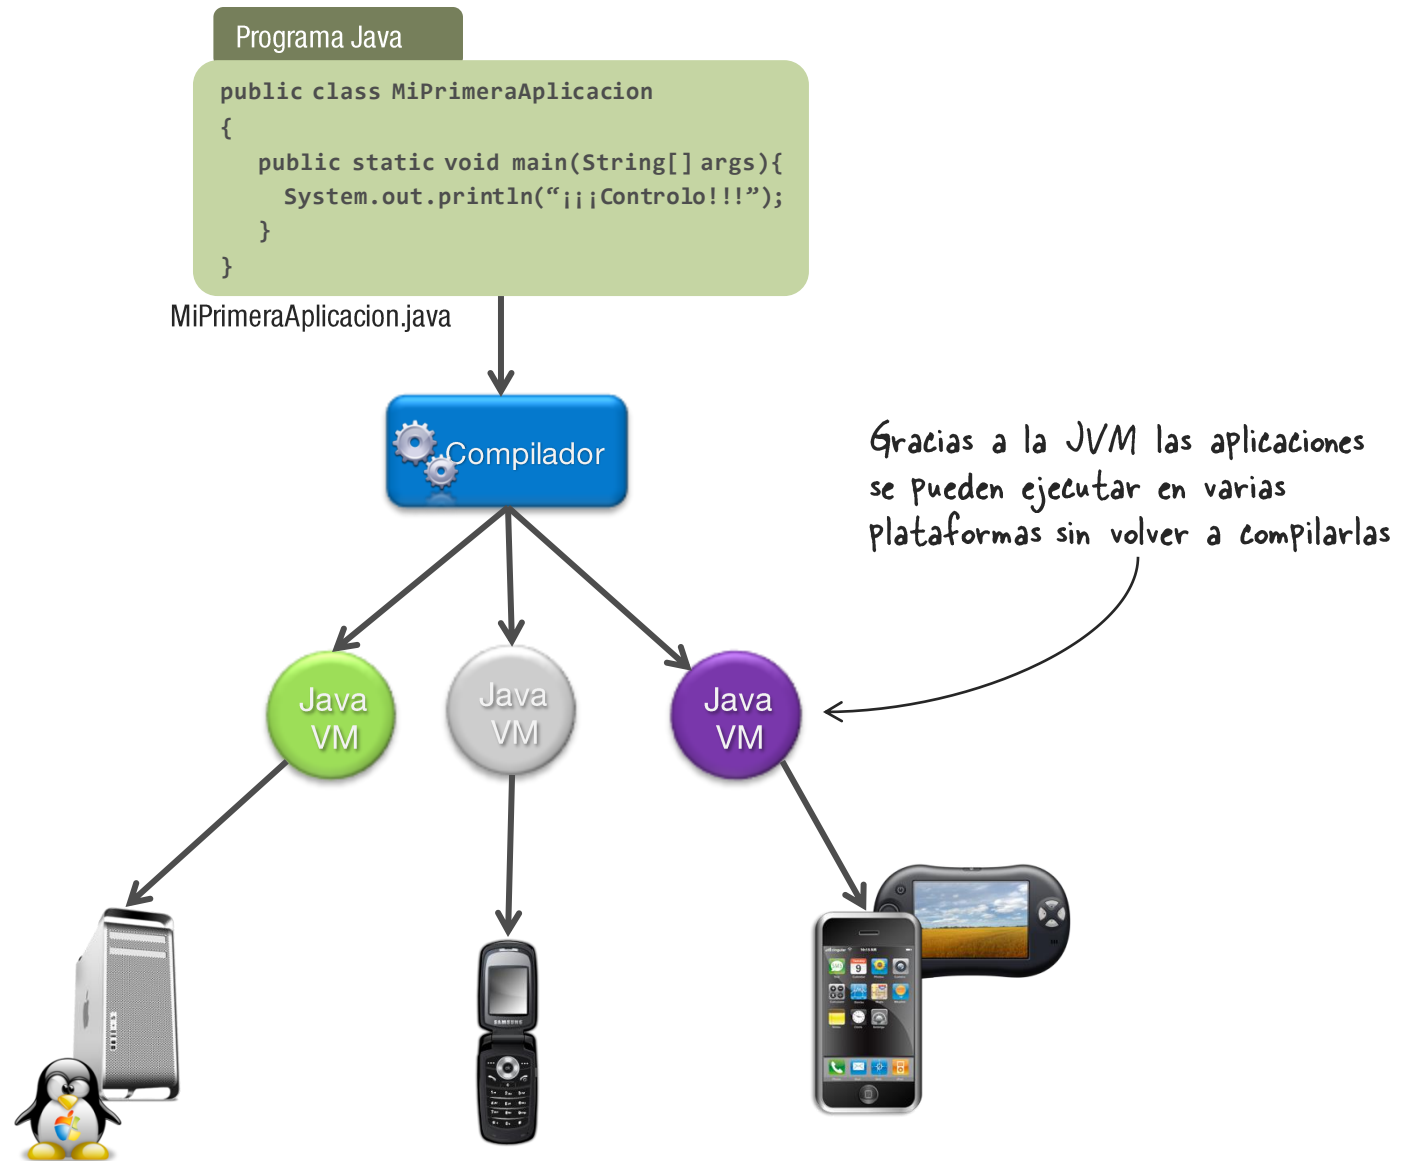 Programa Java
public class MiPrimeraAplicacion
{
public static void main(String[] args){
System.out.println(“¡¡¡Controlo!!!”);
}
}
MiPrimeraAplicacion.java
Compilador
Gracias a la JVM las aplicaciones
se pueden ejecutar en varias
plataformas sin volver a compilarlas
Java
VM
Java
VM
Java
VM
SAMSUNG
9